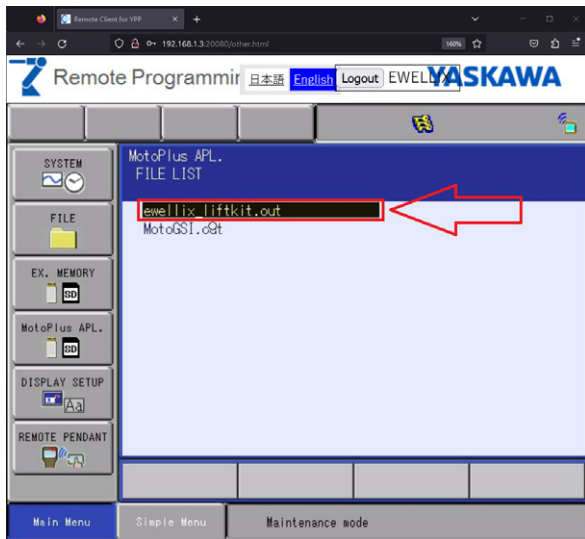 Remote Client for YPP
192.168.1.3:20080/other.html
160%
Remote Programmin
日本語 English Logout EWELLIX
YASKAWA
SYSTEM
FILE
EX. MEMORY
SD
MotoPlus APL.
SD
DISPLAY SETUP
Aa
REMOTE PENDANT
MotoPlus APL.
FILE LIST
ewellix_liftkit.out
MotoGSI.out
Main Menu
Simple Menu
Maintenance mode